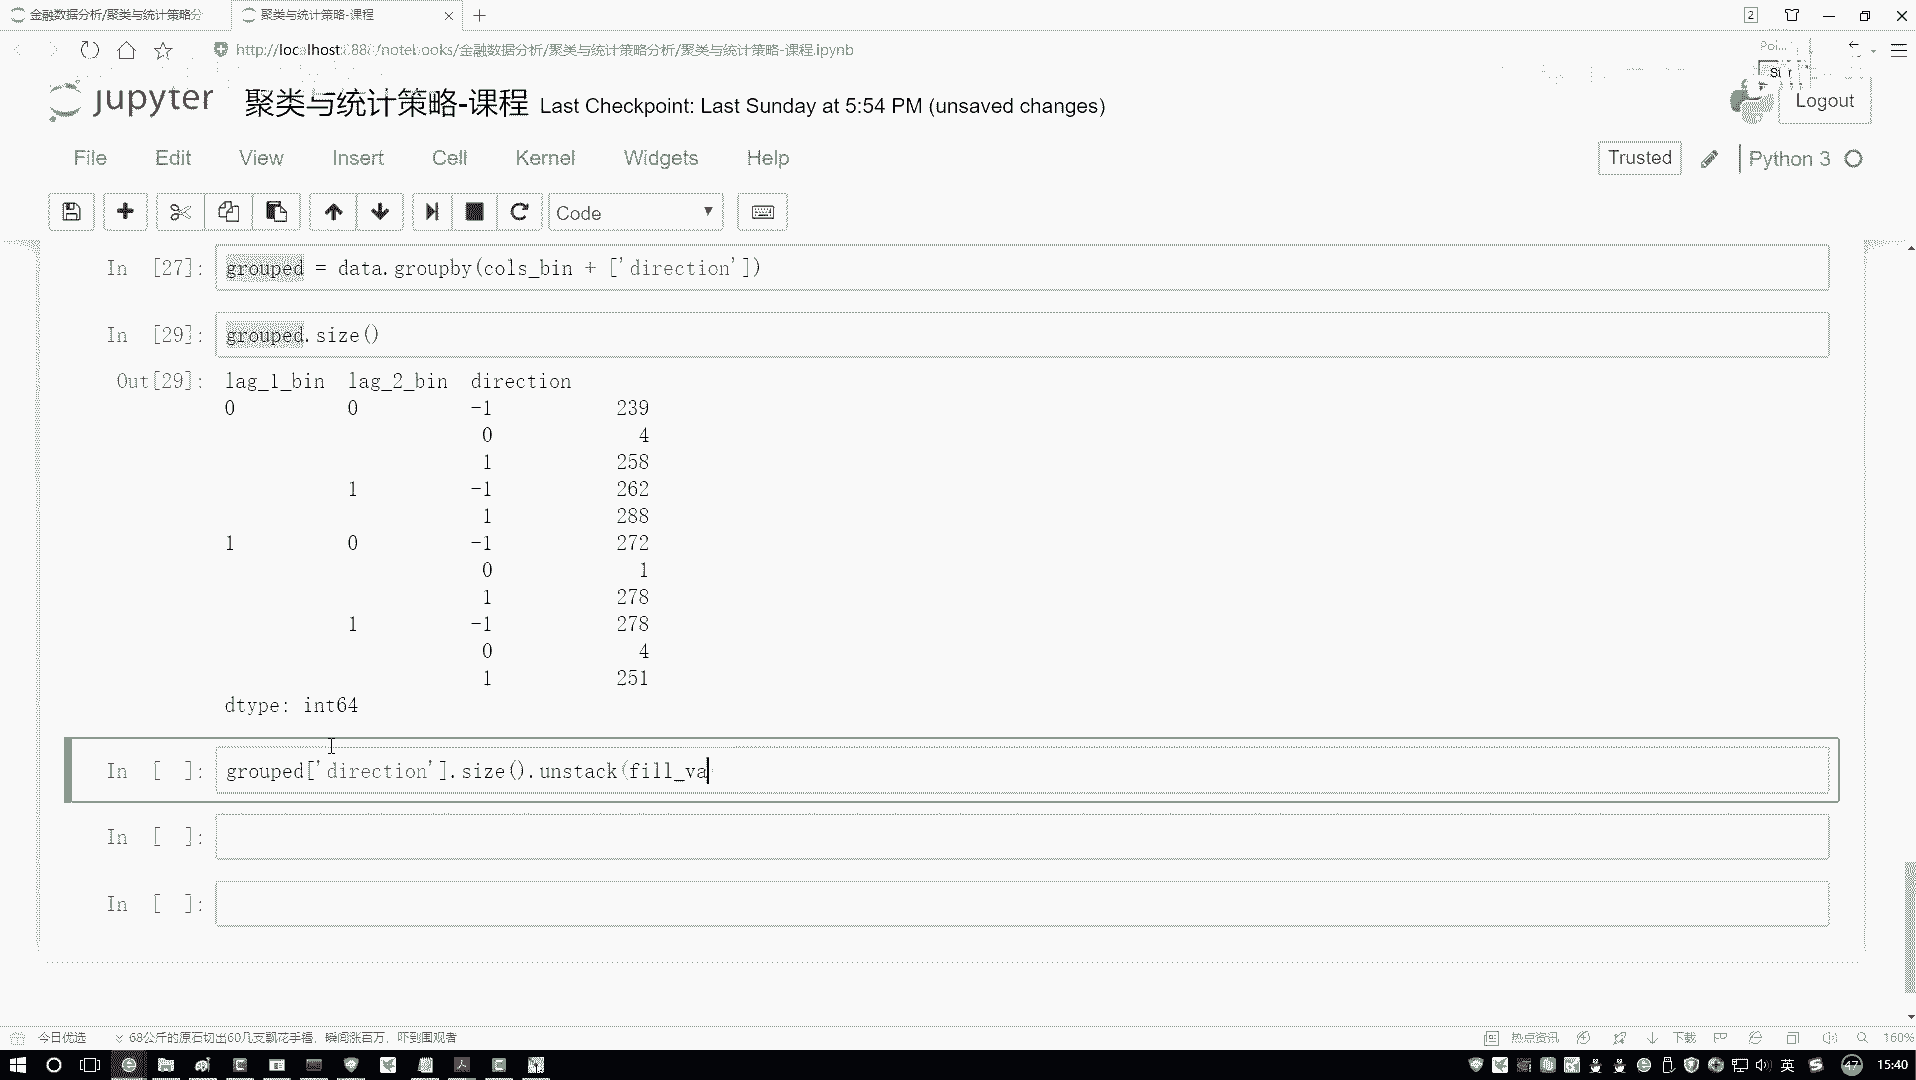 金融数据分析/聚类与统计策略分
聚类与统计策略-课程
2
http://localhost:888/notebooks/金融数据分析/聚类与统计策略分析/聚类与统计策略-课程.ipynb
Poi...
jupyter 聚类与统计策略-课程 Last Checkpoint: Last Sunday at 5:54 PM (unsaved changes)
Logout
File Edit View Insert Cell Kernel Widgets Help
Trusted Python 3
Code
In [27]: grouped = data.groupby(cols_bin + ['direction'])
In [29]: grouped.size()
Out[29]: lag_1_bin lag_2_bin direction
0 0 -1 239
0 4
1 258
1 -1 262
1 288
1 0 -1 272
0 1
1 278
1 -1 278
0 4
1 251
dtype: int64
In [ ]: grouped['direction'].size().unstack(fill_va
In [ ]:
In [ ]:
今日优选 68公斤的原石切出60几支翡花手镯，瞬间涨百万，吓到围观者
热点资讯 下载 160%
英 47 15:40